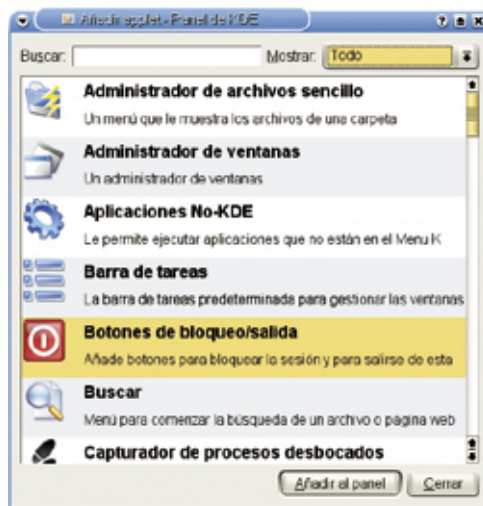 Añadir applet - Panel de KDE
Buscar: Mostrar: Todo
Administrador de archivos sencillo
Un menú que le muestra los archivos de una carpeta
Administrador de ventanas
Un administrador de ventanas
Aplicaciones No-KDE
Le permite ejecutar aplicaciones que no están en el Menu K
Barra de tareas
La barra de tareas predeterminada para gestionar las ventanas
Botones de bloqueo/salida
Añade botones para bloquear la sesión y para salirse de esta
Buscar
Menú para comenzar la búsqueda de un archivo o pagina web
Capturador de procesos desbocados
Añadir al panel Cerrar